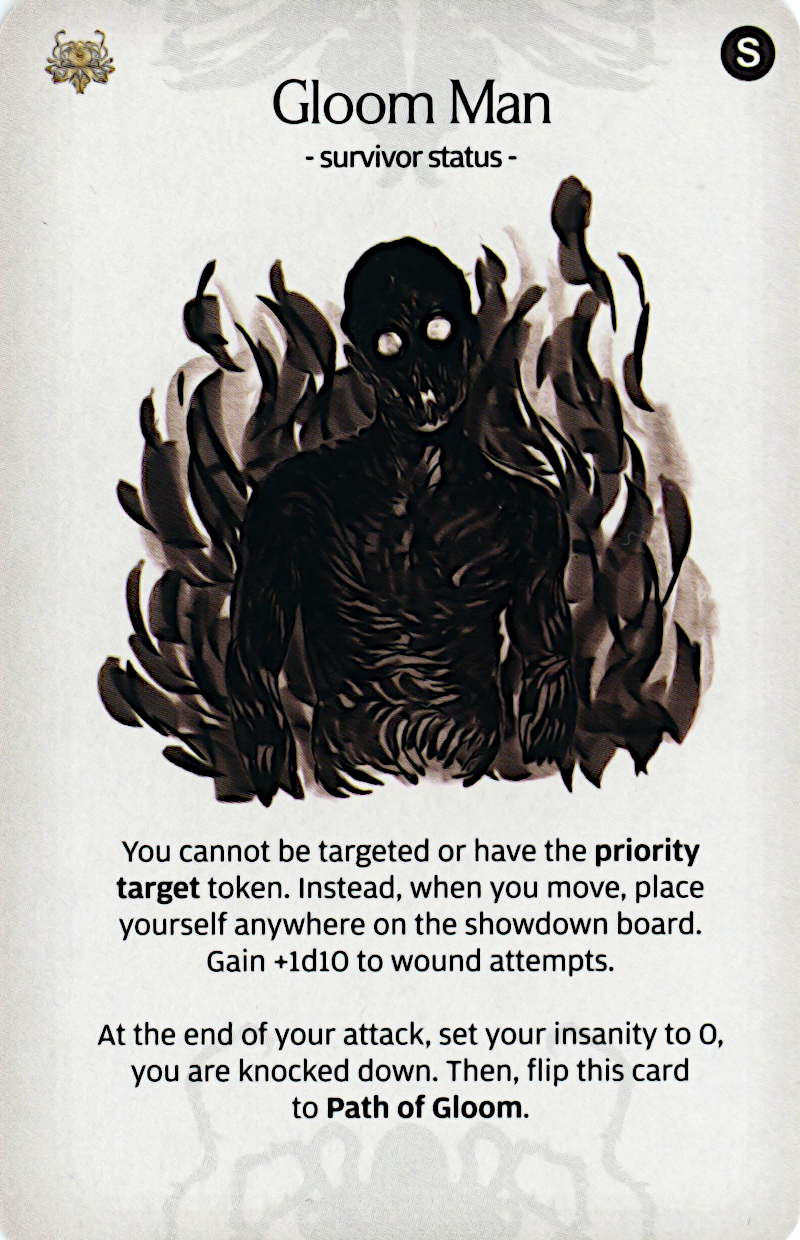 S
Gloom Man
- survivor status -
You cannot be targeted or have the priority
target token. Instead, when you move, place
yourself anywhere on the showdown board.
Gain +1d10 to wound attempts.
At the end of your attack, set your insanity to 0,
you are knocked down. Then, flip this card
to Path of Gloom.